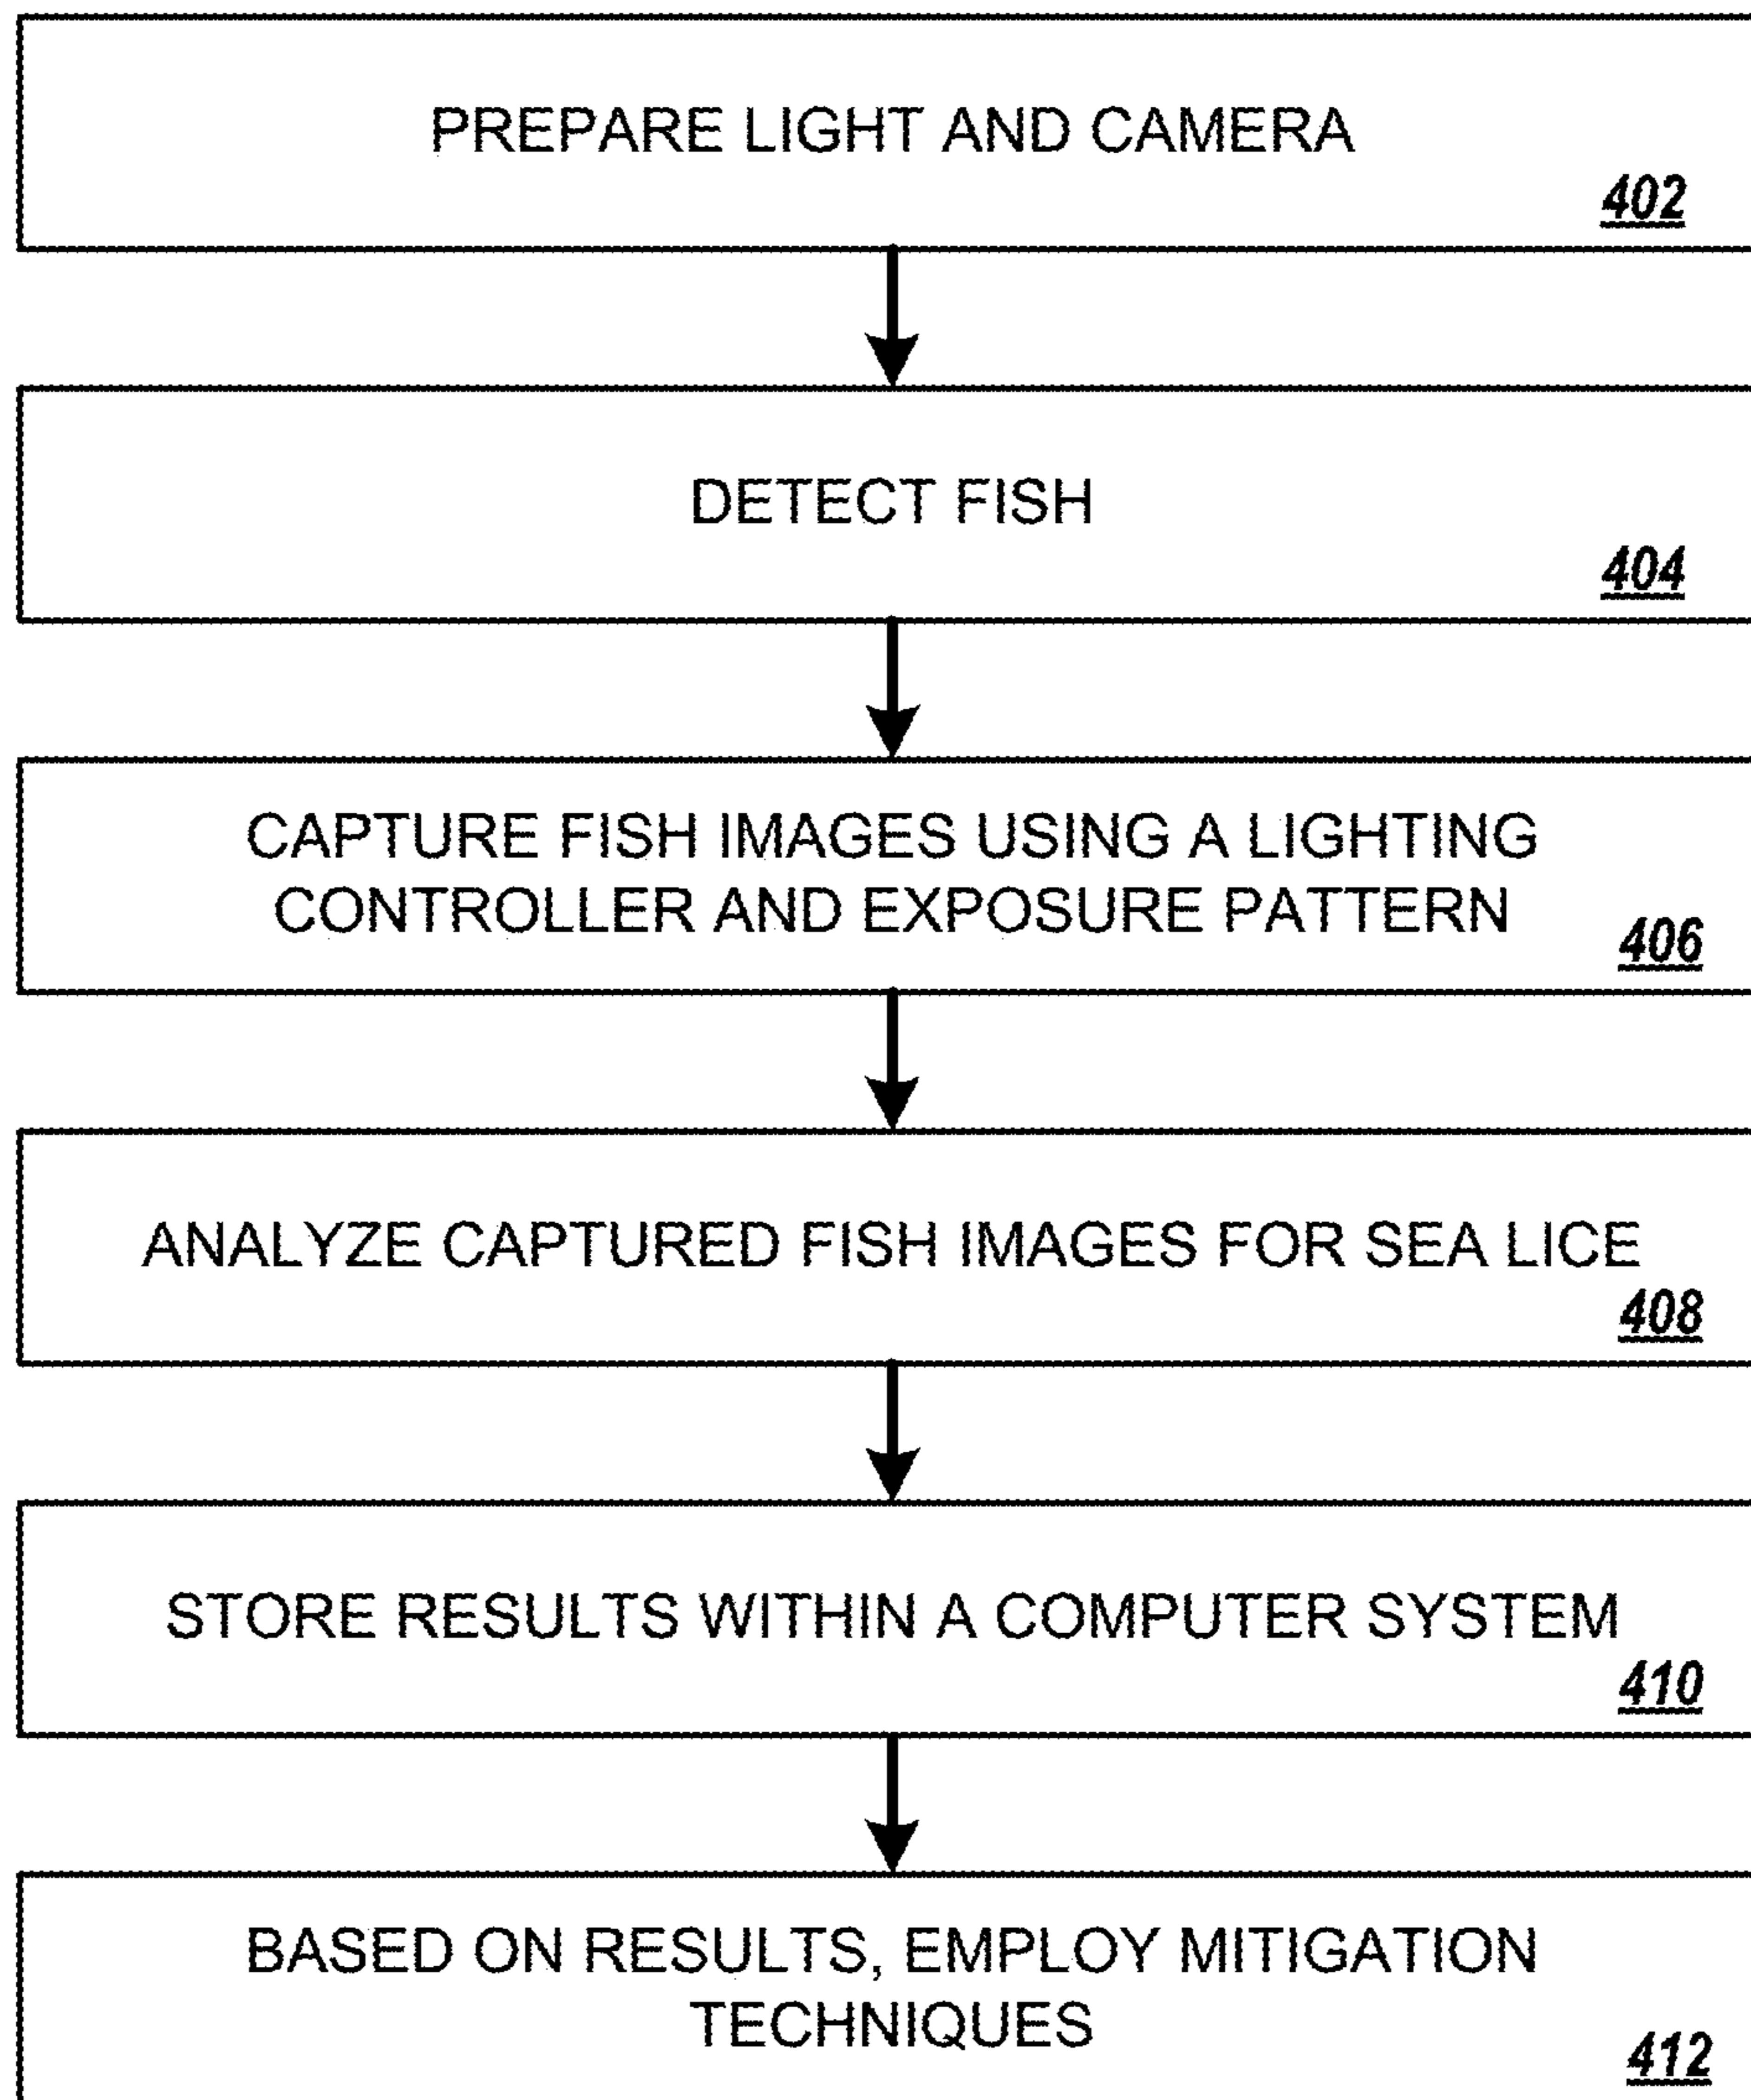 PREPARE LIGHT AND CAMERA
402
DETECT FISH
404
CAPTURE FISH IMAGES USING A LIGHTING
CONTROLLER AND EXPOSURE PATTERN
406
ANALYZE CAPTURED FISH IMAGES FOR SEA LICE
408
STORE RESULTS WITHIN A COMPUTER SYSTEM
410
BASED ON RESULTS, EMPLOY MITIGATION
TECHNIQUES
412